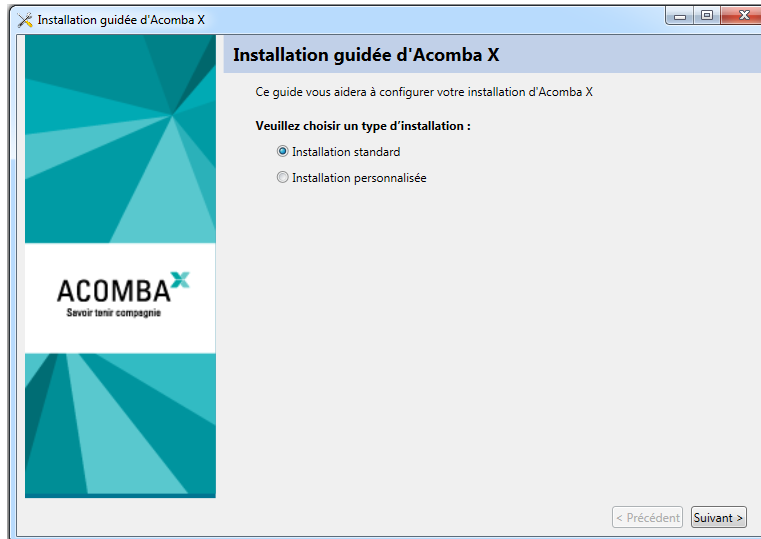 Installation guidée d'Acomba X
Installation guidée d'Acomba X
Ce guide vous aidera à configurer votre installation d'Acomba X
Veuillez choisir un type d'installation :
Installation standard
Installation personnalisée
ACOMBA X
Savoir tenir compagnie
< Précédent
Suivant >